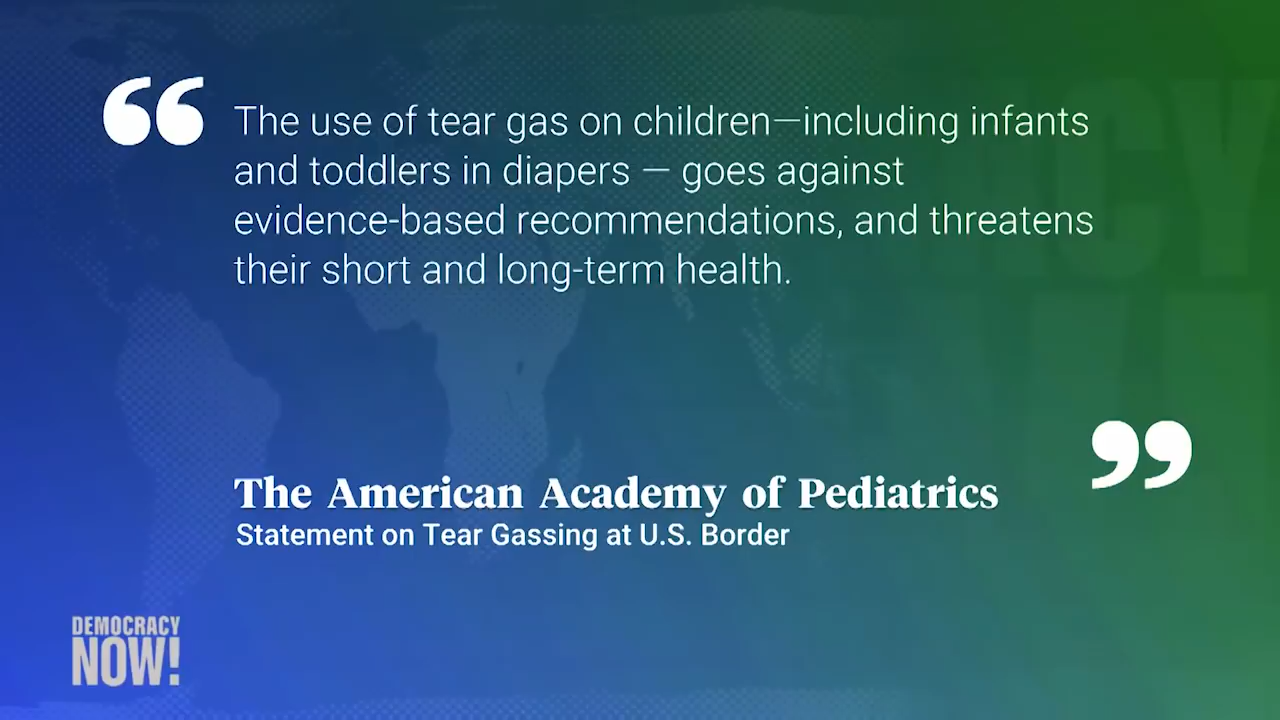 “ The use of tear gas on children—including infants
and toddlers in diapers — goes against
evidence-based recommendations, and threatens
their short and long-term health.
”
The American Academy of Pediatrics
Statement on Tear Gassing at U.S. Border
DEMOCRACY
NOW!